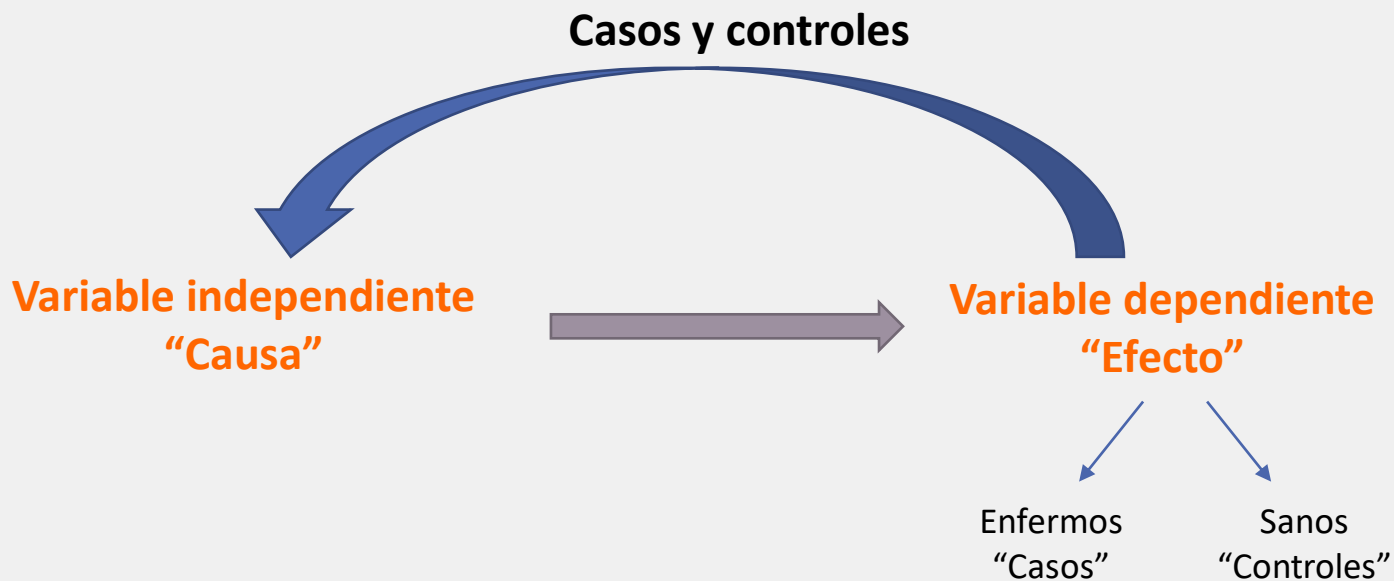 Casos y controles
Variable independiente
“Causa”
Variable dependiente
“Efecto”
Enfermos
“Casos”
Sanos
“Controles”